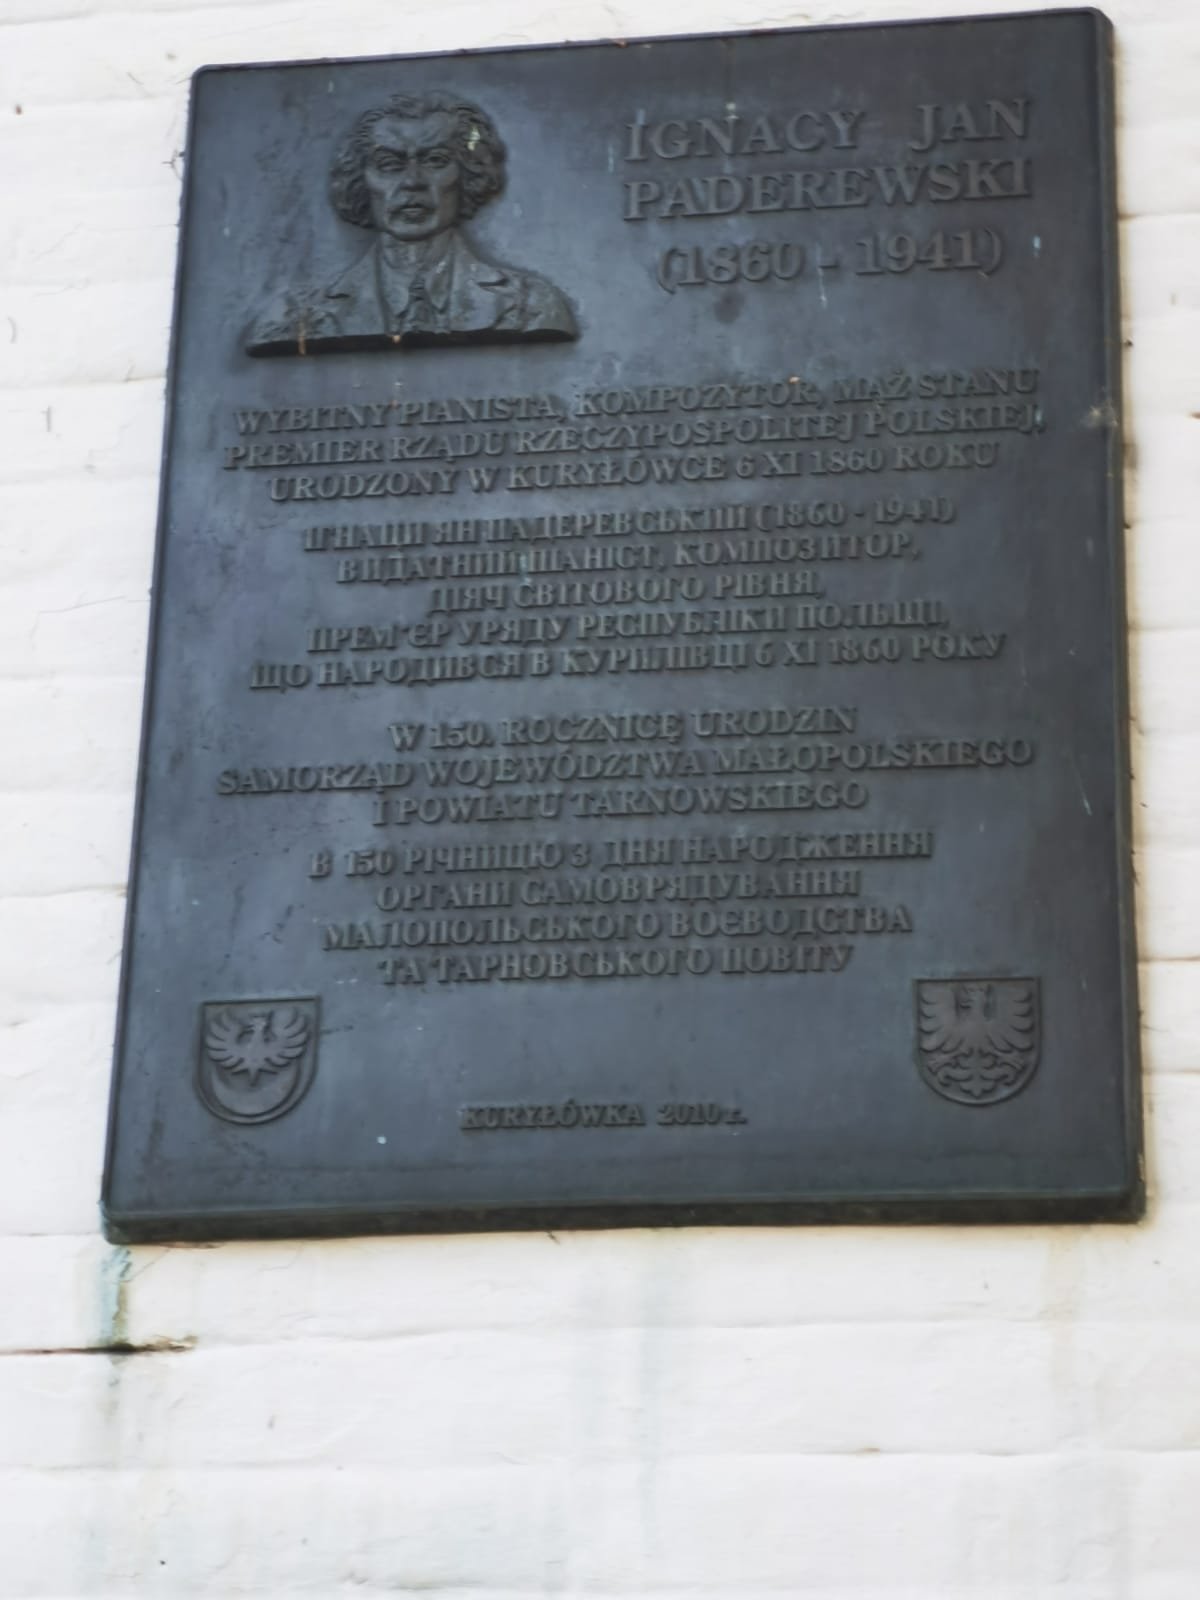 IGNACY JAN
PADEREWSKI
(1860 - 1941)
WYBITNY PIANISTA, KOMPOZYTOR, MĄŻ STANU
PREMIER RZĄDU RZECZYPOSPOLITEJ POLSKIEJ,
URODZONY W KURYŁÓWCE 6 XI 1860 ROKU
ІГНАЦИ ЯН ПАДЕРЕВСЬКИЙ (1860 - 1941)
ВИДАТНИЙ ПІАНІСТ, КОМПОЗИТОР,
ДІЯЧ СВІТОВОГО РІВНЯ,
ПРЕМ'ЄР УРЯДУ РЕСПУБЛІКИ ПОЛЬЩІ,
ЩО НАРОДИВСЯ В КУРИЛІВЦІ 6 XI 1860 РОКУ
W 150. ROCZNICĘ URODZIN
SAMORZĄD WOJEWÓDZTWA MAŁOPOLSKIEGO
I POWIATU TARNOWSKIEGO
В 150 РІЧНИЦЮ З ДНЯ НАРОДЖЕННЯ
ОРГАНИ САМОВРЯДУВАННЯ
МАЛОПОЛЬСЬКОГО ВОЄВОДСТВА
ТА ТАРНОВСЬКОГО ПОВІТУ
KURYŁÓWKA 2010 r.